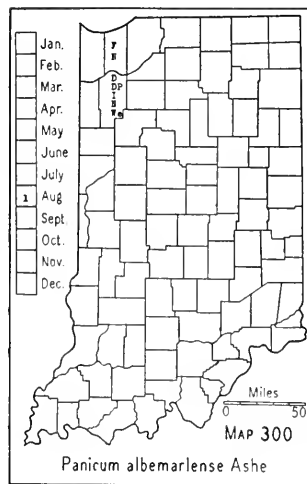 Jan.
Feb.
Mar.
Apr.
May
June
July
1 Aug
Sept.
Oct.
Nov.
Dec.
F
N
D
DP
I
N
W
Miles
0 50
MAP 300
Panicum albemarlense Ashe